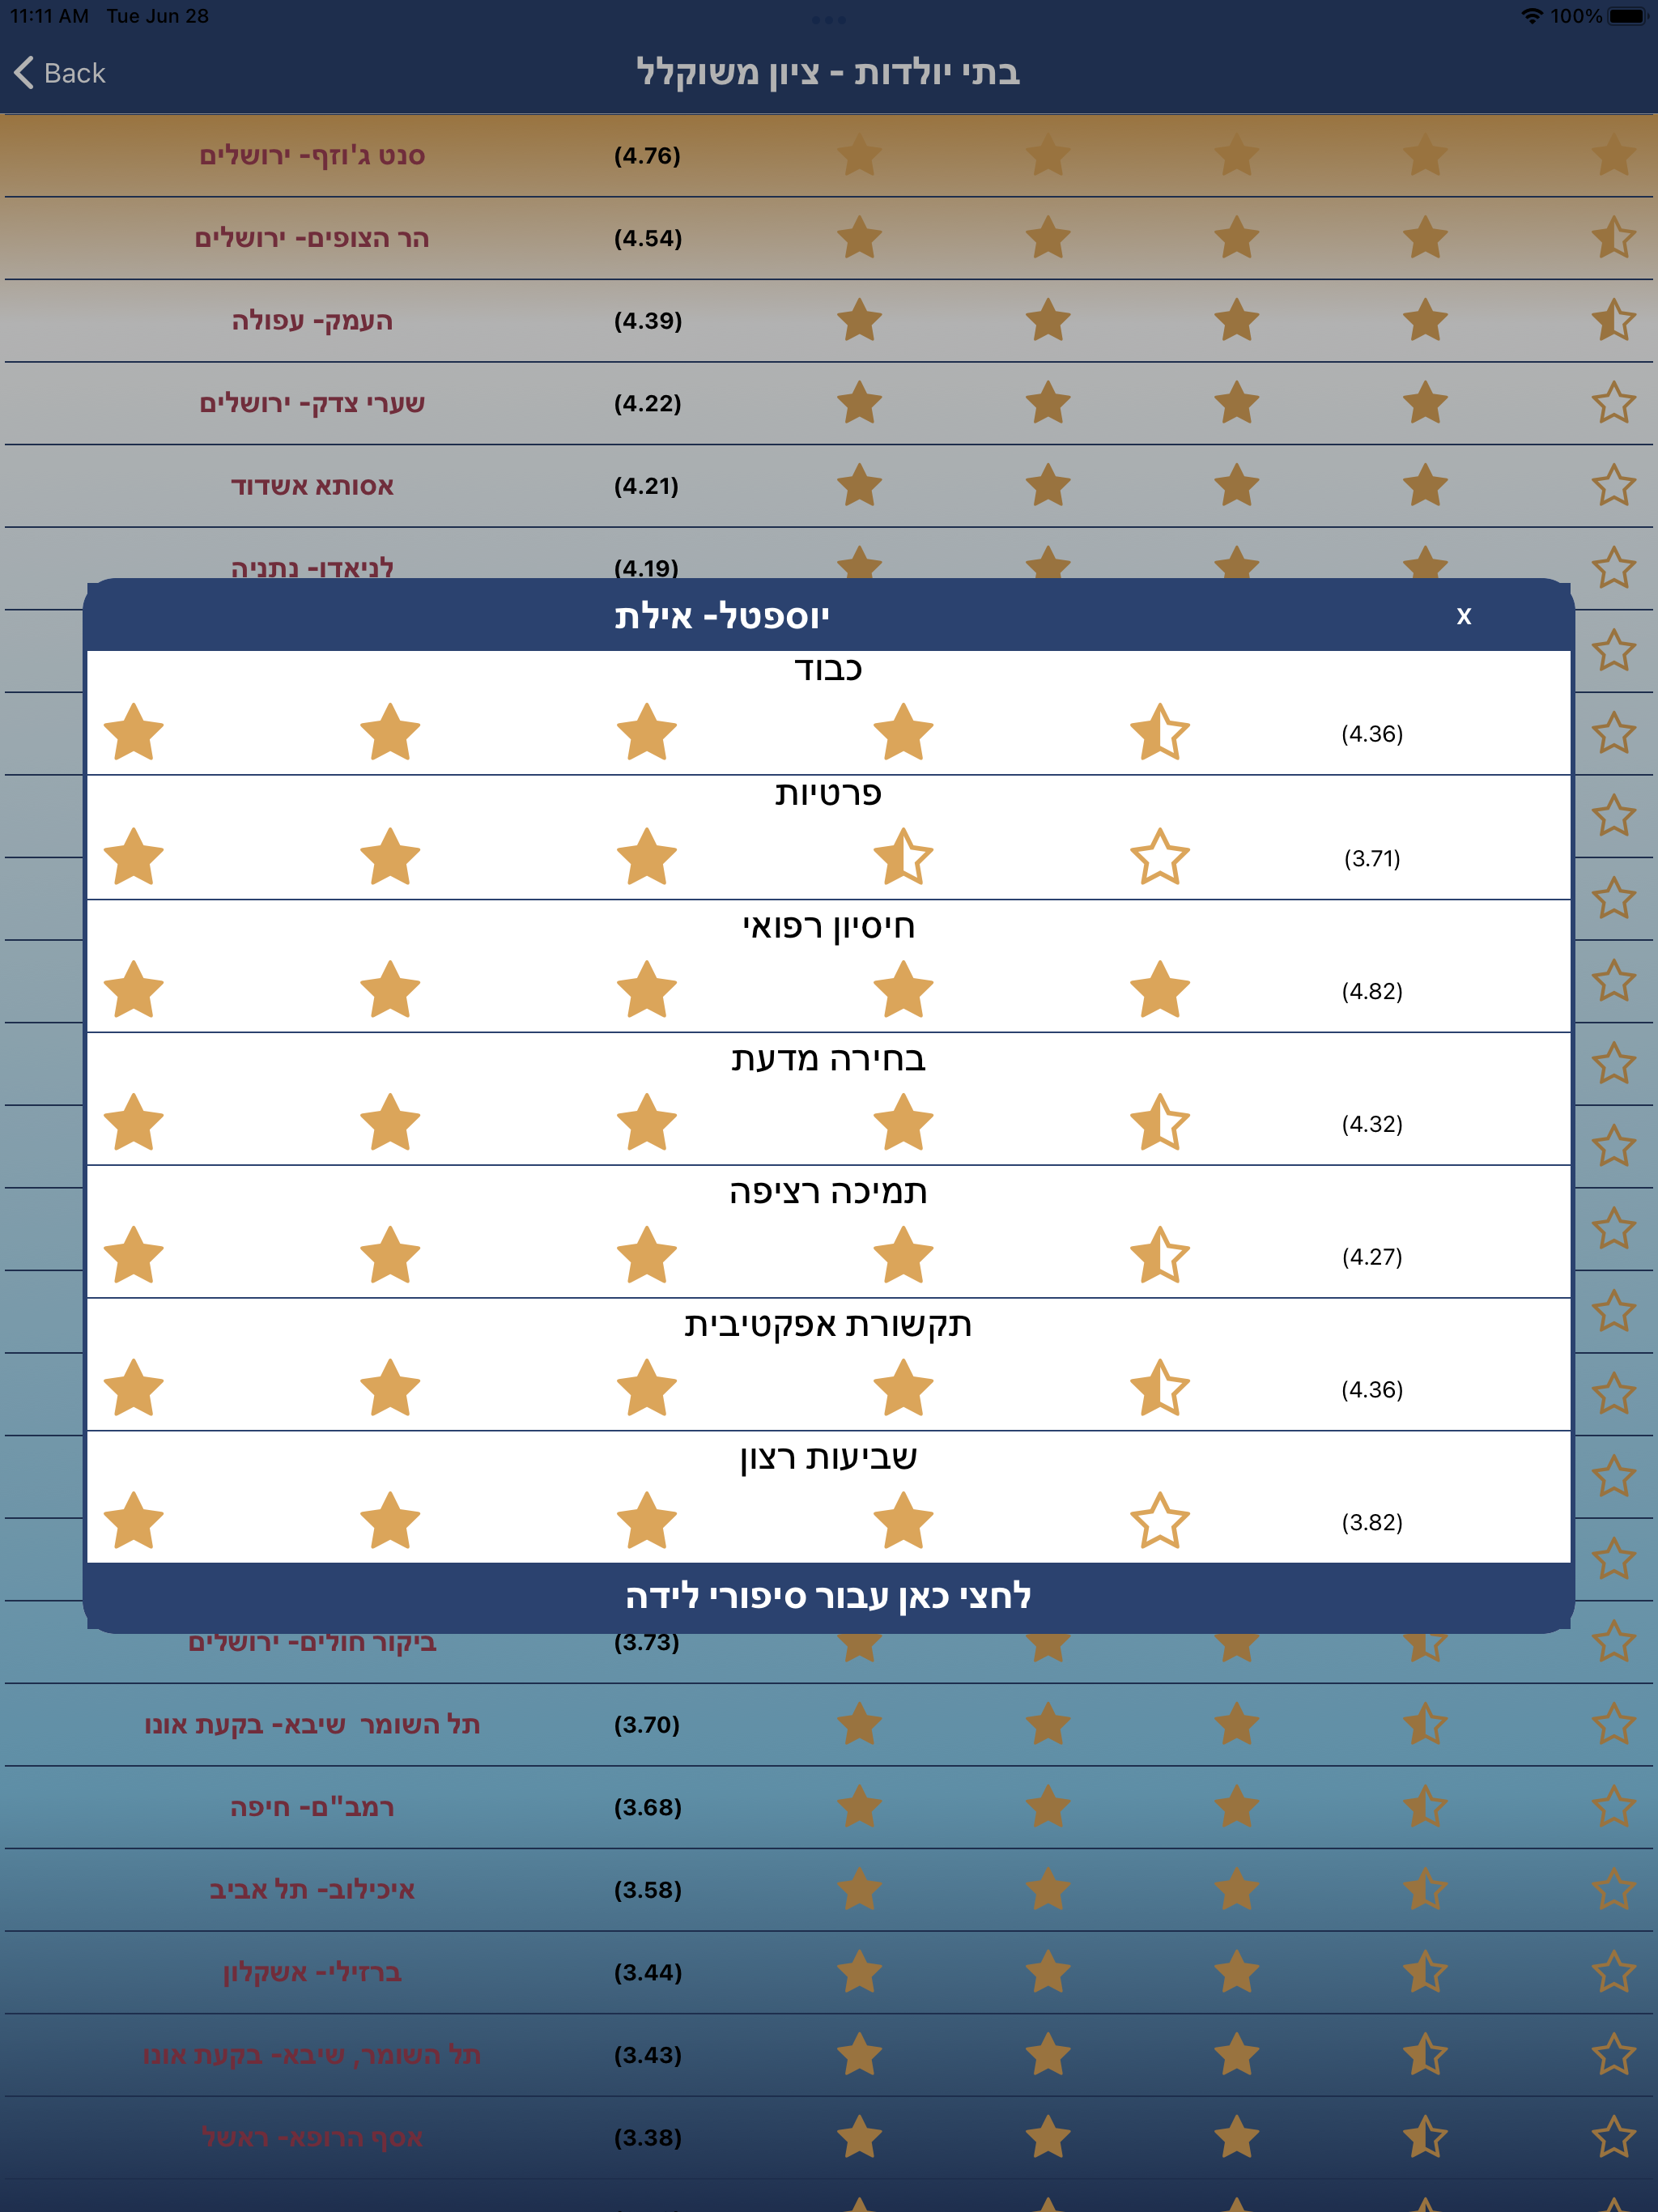 11:11 AM Tue Jun 28 100%
Back בתי יולדות - ציון משוקלל
סנט ג'וזף- ירושלים (4.76)
הר הצופים- ירושלים (4.54)
העמק- עפולה (4.39)
שערי צדק- ירושלים (4.22)
אסותא אשדוד (4.21)
לניאדו- נתניה (4.19)
יוספטל- אילת X
כבוד
(4.36)
פרטיות
(3.71)
חיסיון רפואי
(4.82)
בחירה מדעת
(4.32)
תמיכה רציפה
(4.27)
תקשורת אפקטיבית
(4.36)
שביעות רצון
(3.82)
לחצי כאן עבור סיפורי לידה
ביקור חולים- ירושלים (3.73)
תל השומר  שיבא- בקעת אונו (3.70)
רמב"ם- חיפה (3.68)
איכילוב- תל אביב (3.58)
ברזילי- אשקלון (3.44)
תל השומר, שיבא- בקעת אונו (3.43)
אסף הרופא- ראשל (3.38)